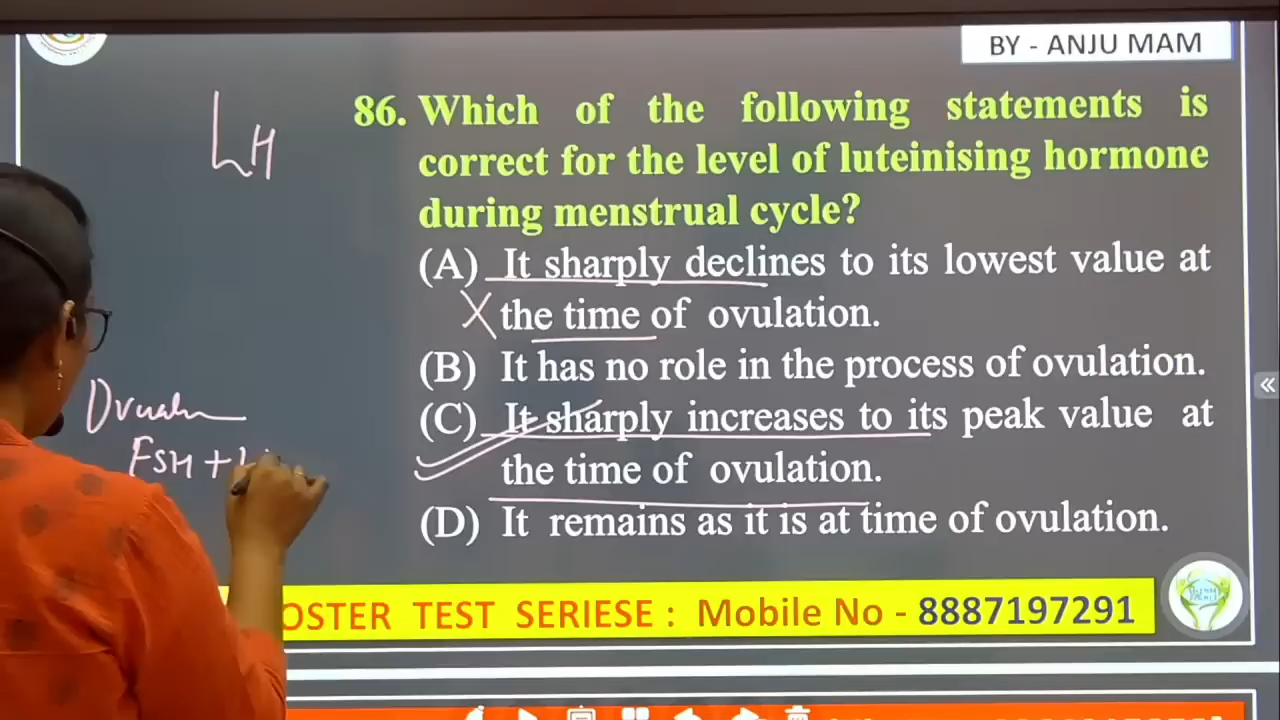 BY - ANJU MAM
LH
86. Which of the following statements is
correct for the level of luteinising hormone
during menstrual cycle?
(A) It sharply declines to its lowest value at
the time of ovulation.
(B) It has no role in the process of ovulation.
(C) It sharply increases to its peak value at
the time of ovulation.
(D) It remains as it is at time of ovulation.
FSH +
OSTER TEST SERIESE : Mobile No - 8887197291